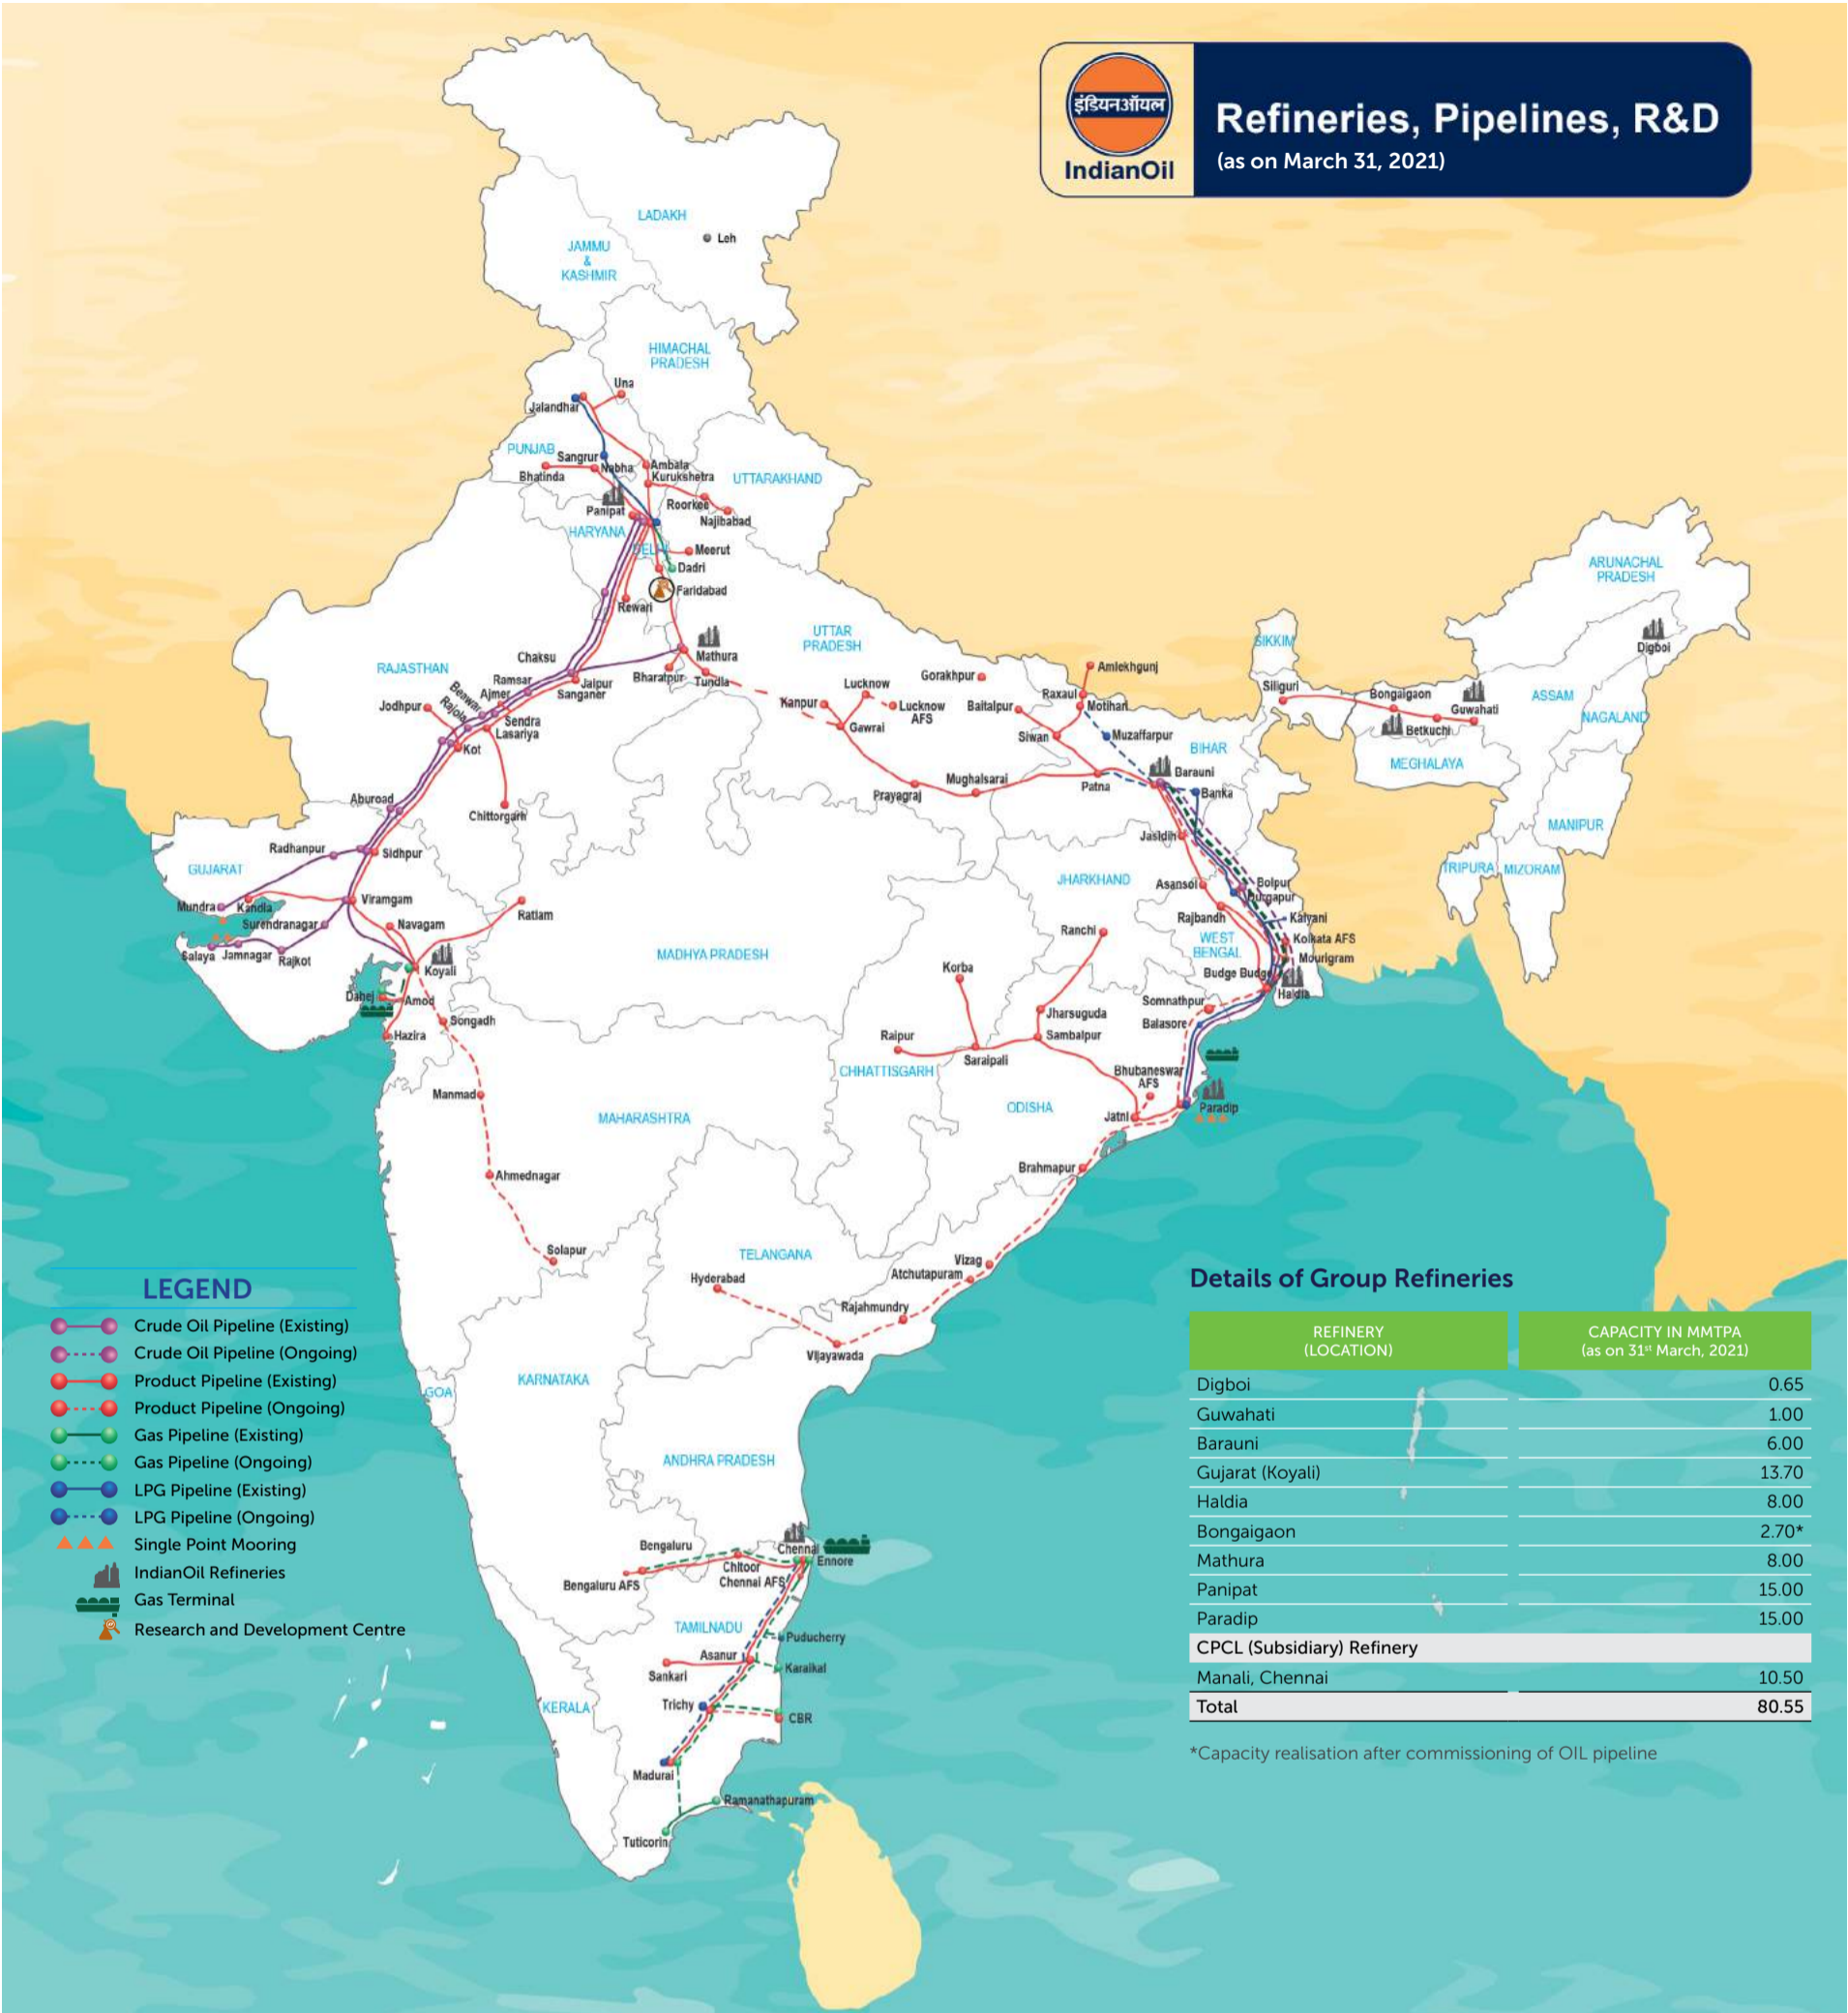 इंडियनऑयल
IndianOil
Refineries, Pipelines, R&D
(as on March 31, 2021)
LADAKH
Leh
JAMMU
&
KASHMIR
HIMACHAL
PRADESH
Una
Jalandhar
PUNJAB
Sangrur
Nabha
Ambala
Bhatinda
Kurukshetra
UTTARAKHAND
Roorkee
Panipat
Najibabad
HARYANA
DELHI
Meerut
Dadri
Faridabad
Rewari
ARUNACHAL
PRADESH
UTTAR
PRADESH
SIKKIM
Digboi
Mathura
Chaksu
RAJASTHAN
Bharatpur
Tundla
Gorakhpur
Amlekhgunj
Ramsar
Jaipur
Lucknow
Siliguri
Bongaigaon
ASSAM
Beawar
Ajmer
Sanganer
Raxaul
Jodhpur
Rajola
Kanpur
Lucknow
AFS
Baitalpur
Motihari
Guwahati
NAGALAND
Sendra
Lasariya
Gawrai
Siwan
Muzaffarpur
Betkuchi
Kot
BIHAR
MEGHALAYA
Barauni
Mughalsarai
Patna
Prayagraj
Banka
Aburoad
Chittorgarh
MANIPUR
Jasidih
Radhanpur
Sidhpur
GUJARAT
TRIPURA
MIZORAM
JHARKHAND
Asansol
Bolpur
Durgapur
Mundra
Kandla
Viramgam
Ratlam
Rajbandh
Kalyani
Surendranagar
Navagam
Ranchi
WEST
BENGAL
Kolkata AFS
Salaya
Jamnagar
Rajkot
MADHYA PRADESH
Mourigram
Koyali
Korba
Budge Budge
Haldia
Dahej
Amod
Somnathpur
Songadh
Jharsuguda
Balasore
Hazira
Raipur
Sambalpur
Saraipali
CHHATTISGARH
Bhubaneswar
AFS
Manmad
ODISHA
Paradip
MAHARASHTRA
Jatni
Ahmednagar
Brahmapur
Solapur
TELANGANA
Vizag
Hyderabad
Atchutapuram
Rajahmundry
Vijayawada
KARNATAKA
GOA
ANDHRA PRADESH
Bengaluru
Chennai
Ennore
Chitoor
Bengaluru AFS
Chennai AFS
TAMILNADU
Puducherry
Asanur
Karaikal
Sankari
KERALA
Trichy
CBR
Madurai
Ramanathapuram
Tuticorin
LEGEND
Crude Oil Pipeline (Existing)
Crude Oil Pipeline (Ongoing)
Product Pipeline (Existing)
Product Pipeline (Ongoing)
Gas Pipeline (Existing)
Gas Pipeline (Ongoing)
LPG Pipeline (Existing)
LPG Pipeline (Ongoing)
Single Point Mooring
IndianOil Refineries
Gas Terminal
Research and Development Centre
Details of Group Refineries
REFINERY
(LOCATION)
CAPACITY IN MMTPA
(as on 31st March, 2021)
Digboi 0.65
Guwahati 1.00
Barauni 6.00
Gujarat (Koyali) 13.70
Haldia 8.00
Bongaigaon 2.70*
Mathura 8.00
Panipat 15.00
Paradip 15.00
CPCL (Subsidiary) Refinery
Manali, Chennai 10.50
Total 80.55
*Capacity realisation after commissioning of OIL pipeline